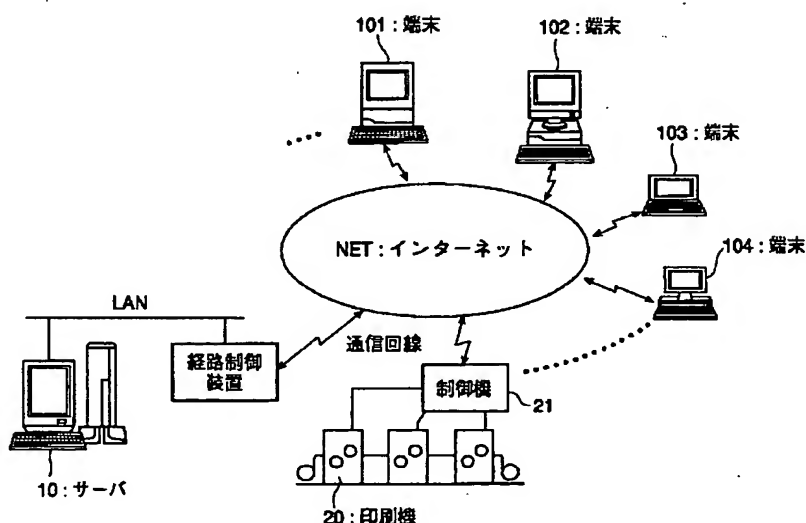 101 : 端末
102 : 端末
103 : 端末
NET : インターネット
104 : 端末
LAN
通信回線
経路制御
装置
制御機
21
10 : サーバ
20 : 印刷機